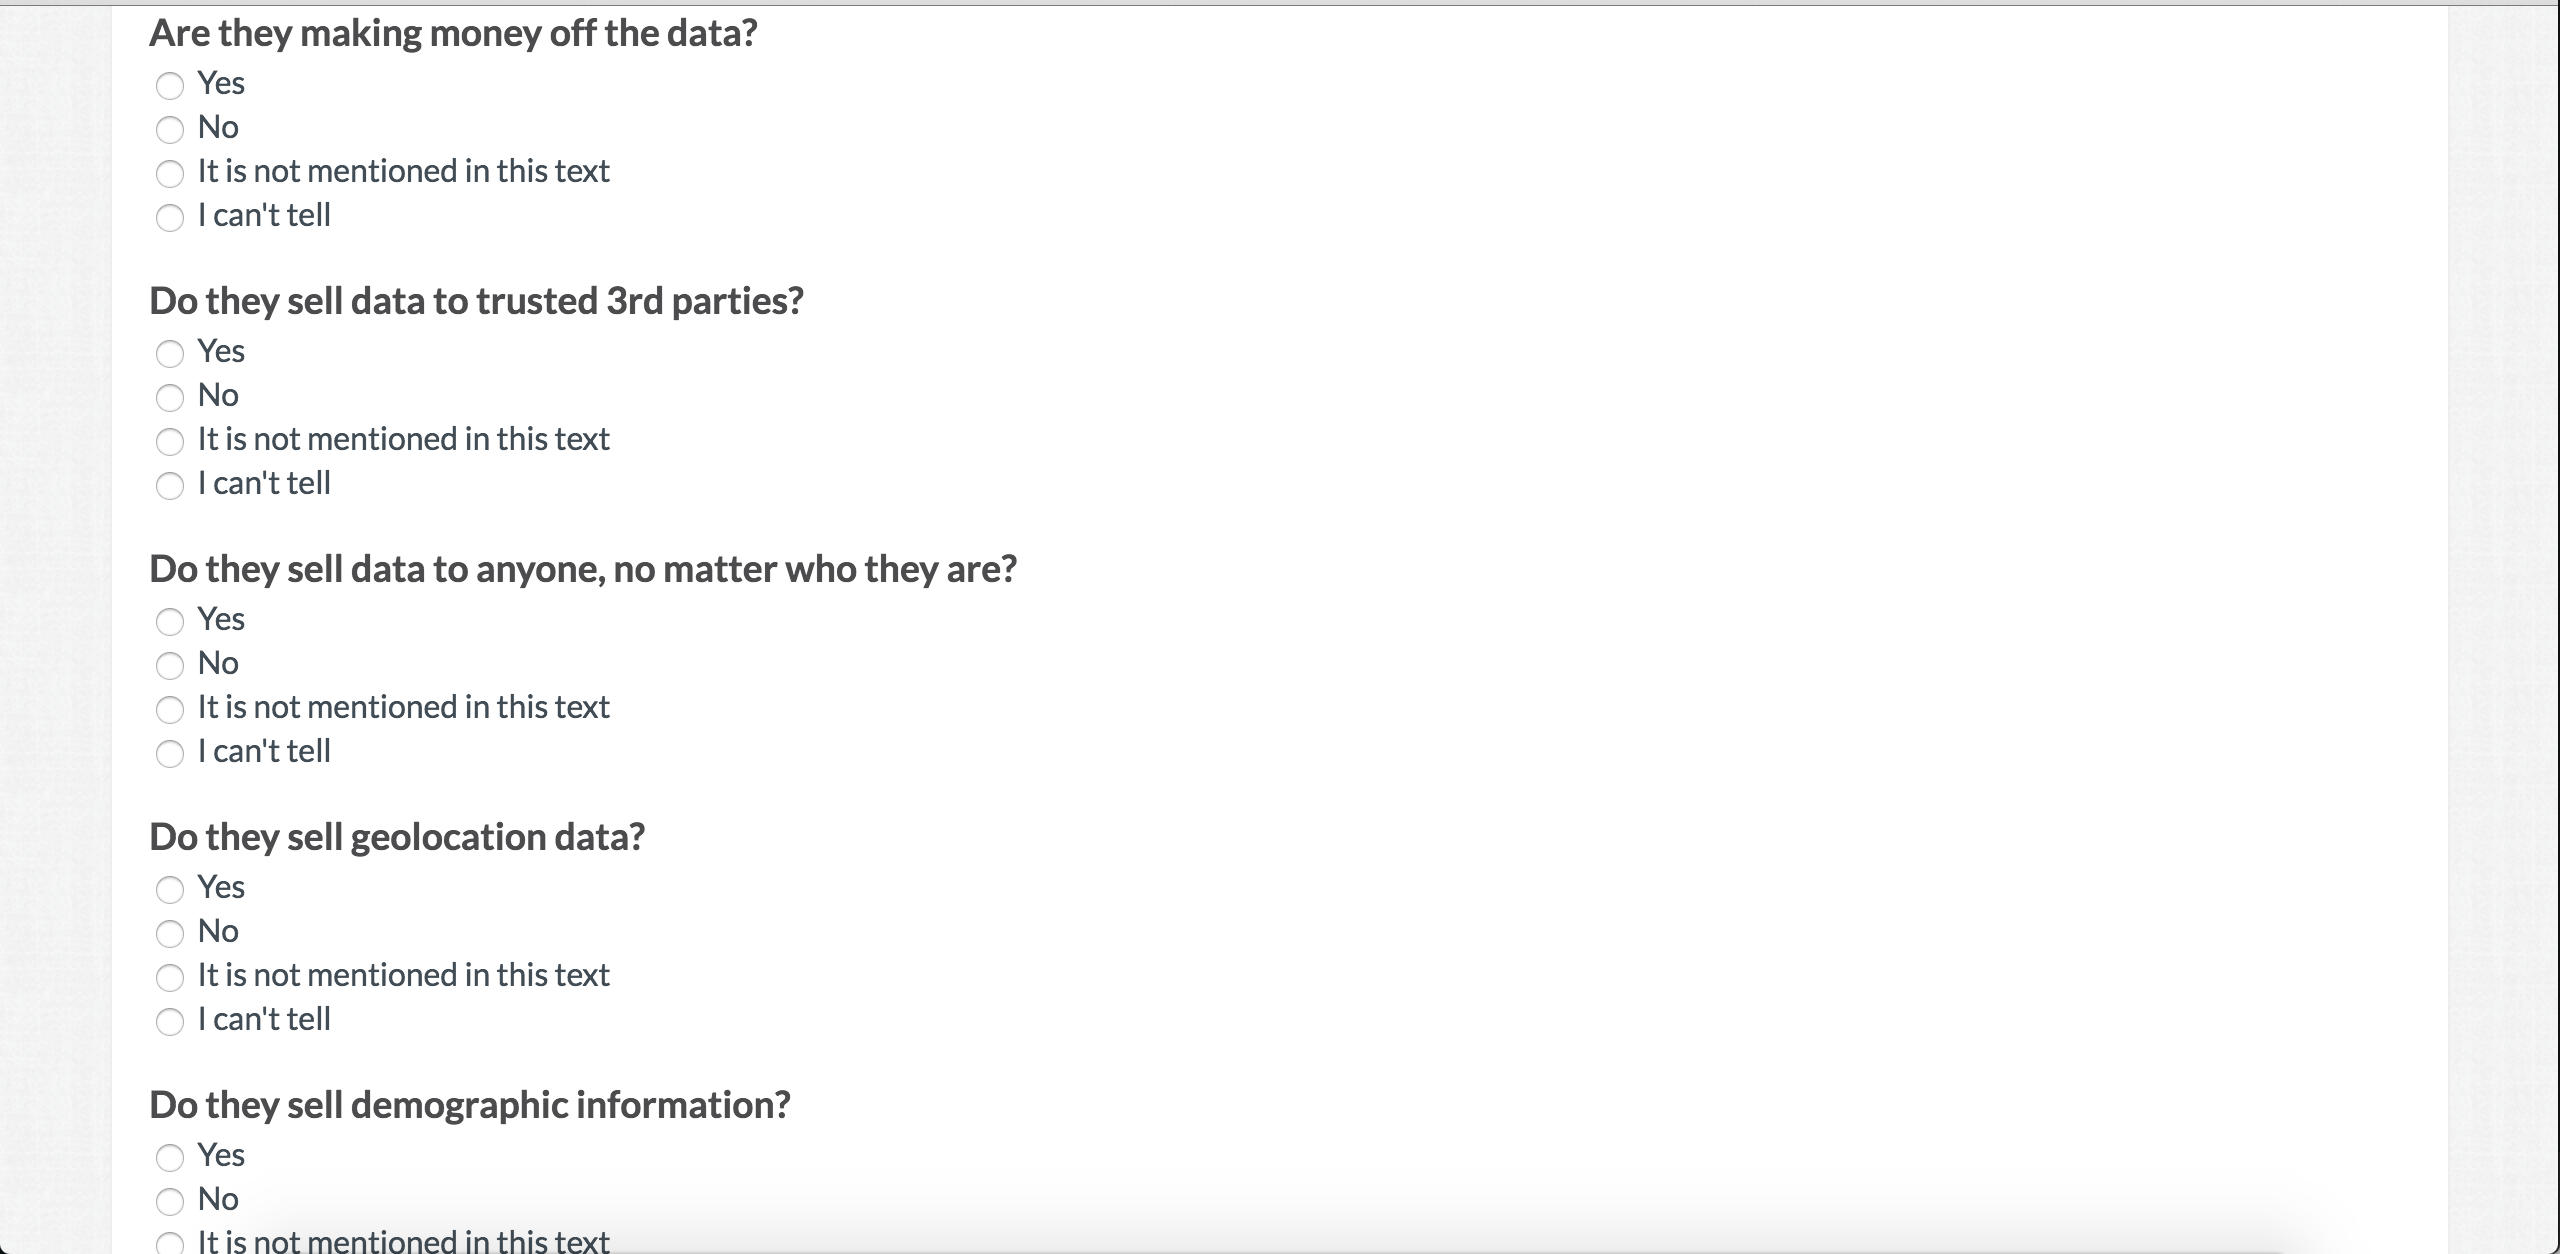 Are they making money off the data?
Yes
No
It is not mentioned in this text
I can't tell
Do they sell data to trusted 3rd parties?
Yes
No
It is not mentioned in this text
I can't tell
Do they sell data to anyone, no matter who they are?
Yes
No
It is not mentioned in this text
I can't tell
Do they sell geolocation data?
Yes
No
It is not mentioned in this text
I can't tell
Do they sell demographic information?
Yes
No
It is not mentioned in this text